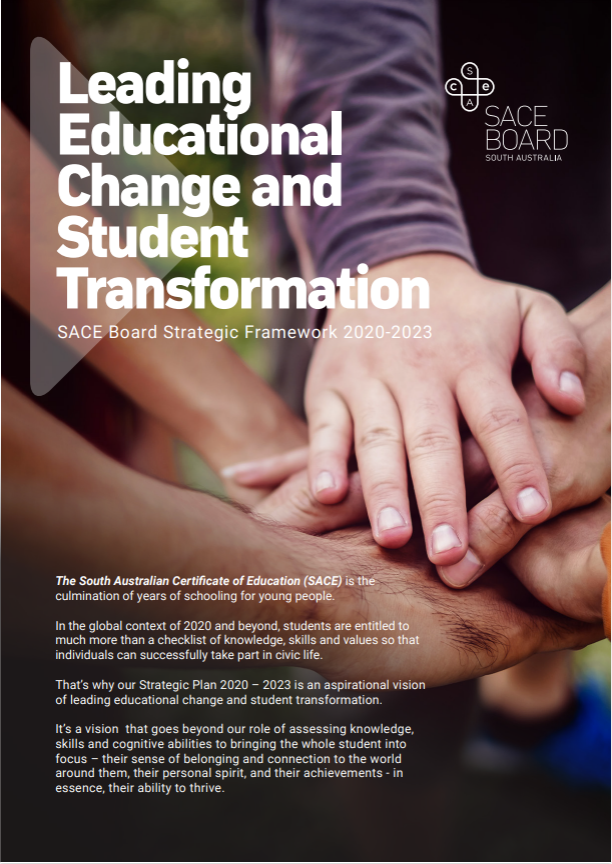 Leading
Educational
Change and
Student
Transformation
SACE Board Strategic Framework 2020-2023
S
C e
A
SACE
BOARD
SOUTH AUSTRALIA
The South Australian Certificate of Education (SACE) is the
culmination of years of schooling for young people.
In the global context of 2020 and beyond, students are entitled to
much more than a checklist of knowledge, skills and values so that
individuals can successfully take part in civic life.
That’s why our Strategic Plan 2020 – 2023 is an aspirational vision
of leading educational change and student transformation.
It’s a vision  that goes beyond our role of assessing knowledge,
skills and cognitive abilities to bringing the whole student into
focus – their sense of belonging and connection to the world
around them, their personal spirit, and their achievements - in
essence, their ability to thrive.